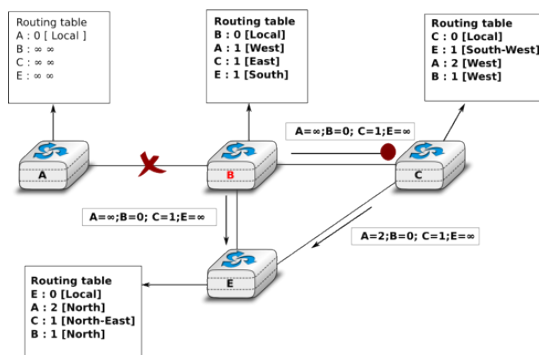 Routing table
A : 0 [ Local ]
B : ∞ ∞
C : ∞ ∞
E : ∞ ∞
Routing table
B : 0 [Local]
A : 1 [West]
C : 1 [East]
E : 1 [South]
Routing table
C : 0 [Local]
E : 1 [South-West]
A : 2 [West]
B : 1 [West]
A=∞;B=0; C=1;E=∞
A
B
C
A=∞;B=0; C=1;E=∞
A=2;B=0; C=1;E=∞
E
Routing table
E : 0 [Local]
A : 2 [North]
C : 1 [North-East]
B : 1 [North]